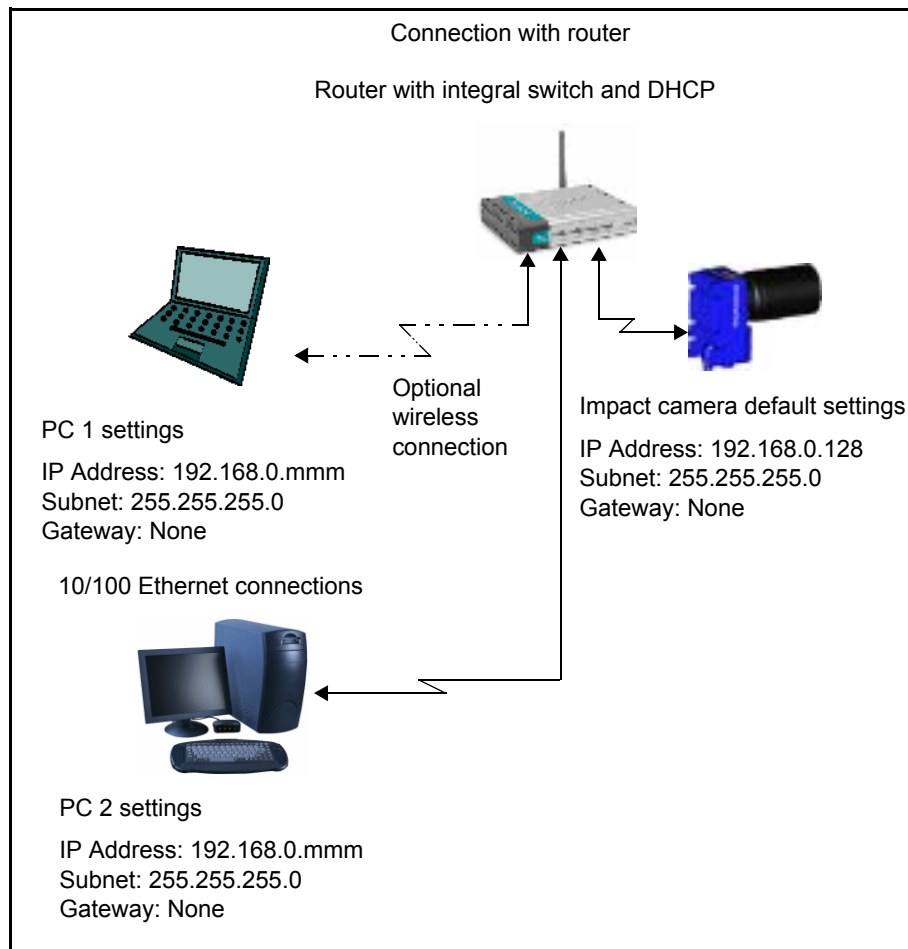 Connection with router
Router with integral switch and DHCP
Optional
wireless
connection
Impact camera default settings
IP Address: 192.168.0.128
Subnet: 255.255.255.0
Gateway: None
PC 1 settings
IP Address: 192.168.0.mmm
Subnet: 255.255.255.0
Gateway: None
10/100 Ethernet connections
PC 2 settings
IP Address: 192.168.0.mmm
Subnet: 255.255.255.0
Gateway: None